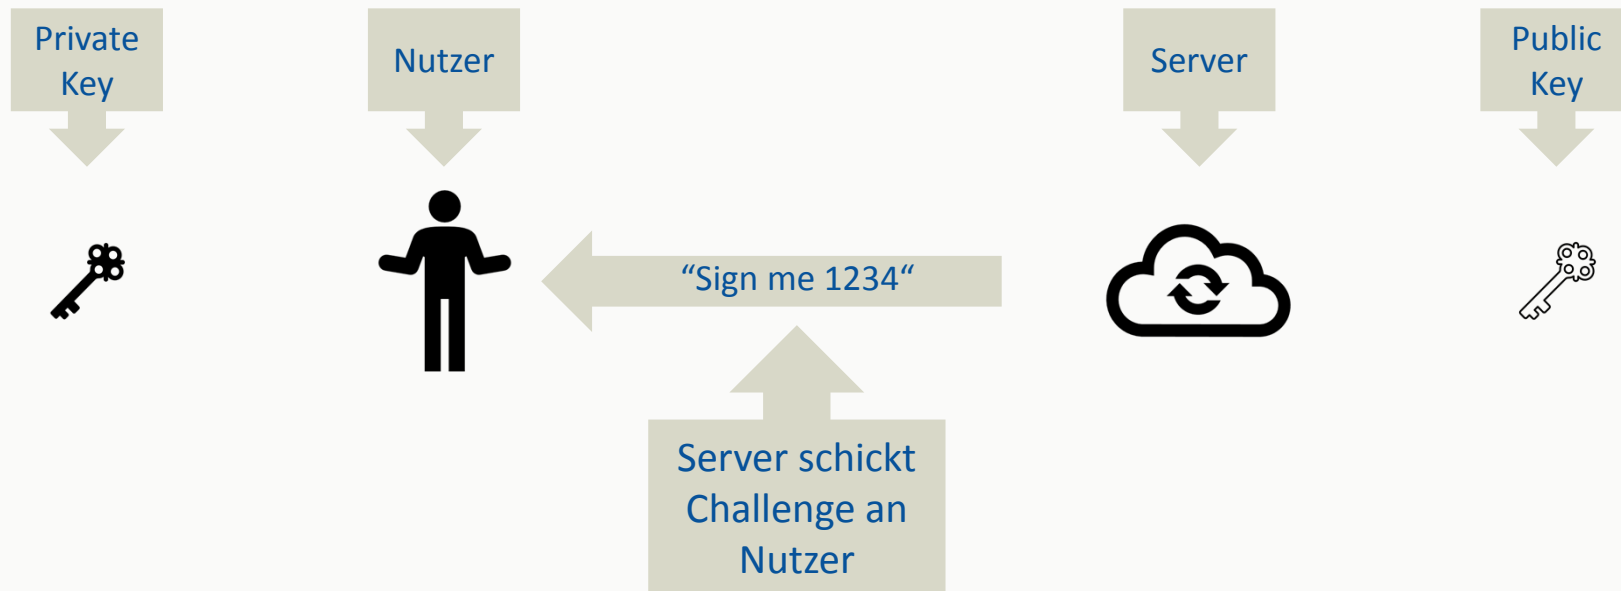 Private
Key
Nutzer
Server
Public
Key
“Sign me 1234“
Server schickt
Challenge an
Nutzer